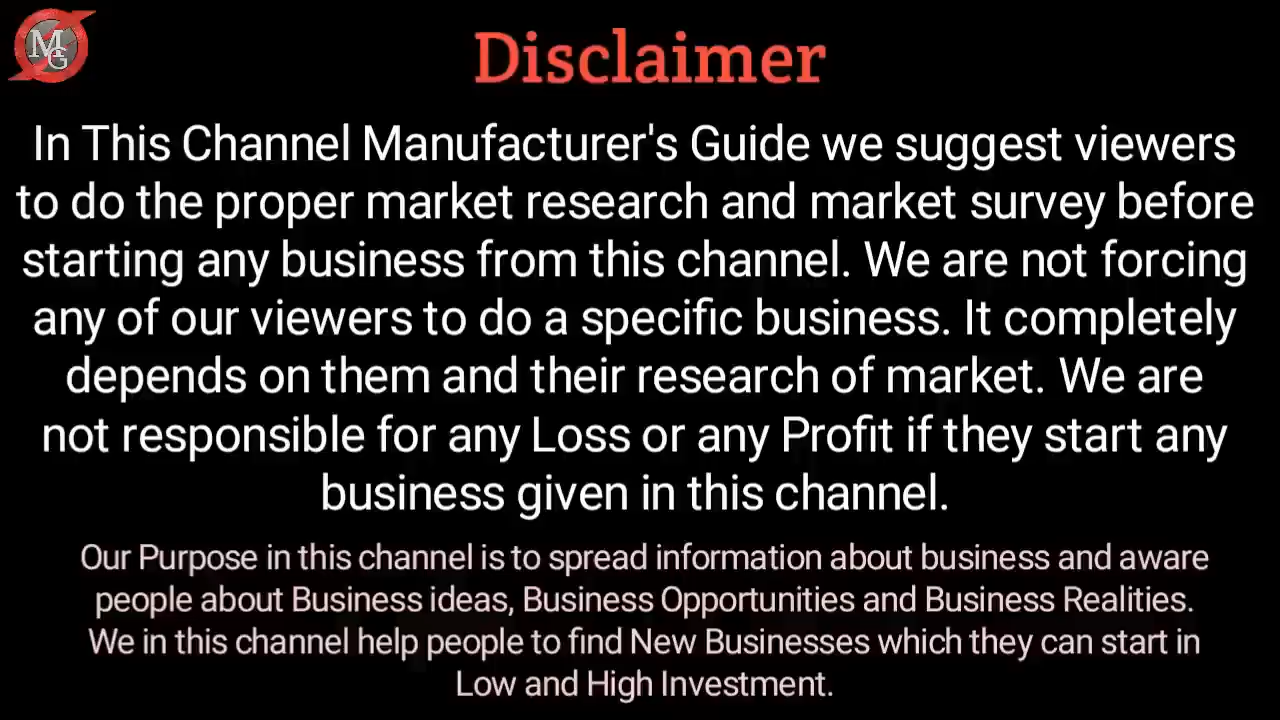 MG
Disclaimer
In This Channel Manufacturer's Guide we suggest viewers
to do the proper market research and market survey before
starting any business from this channel. We are not forcing
any of our viewers to do a specific business. It completely
depends on them and their research of market. We are
not responsible for any Loss or any Profit if they start any
business given in this channel.
Our Purpose in this channel is to spread information about business and aware
people about Business ideas, Business Opportunities and Business Realities.
We in this channel help people to find New Businesses which they can start in
Low and High Investment.